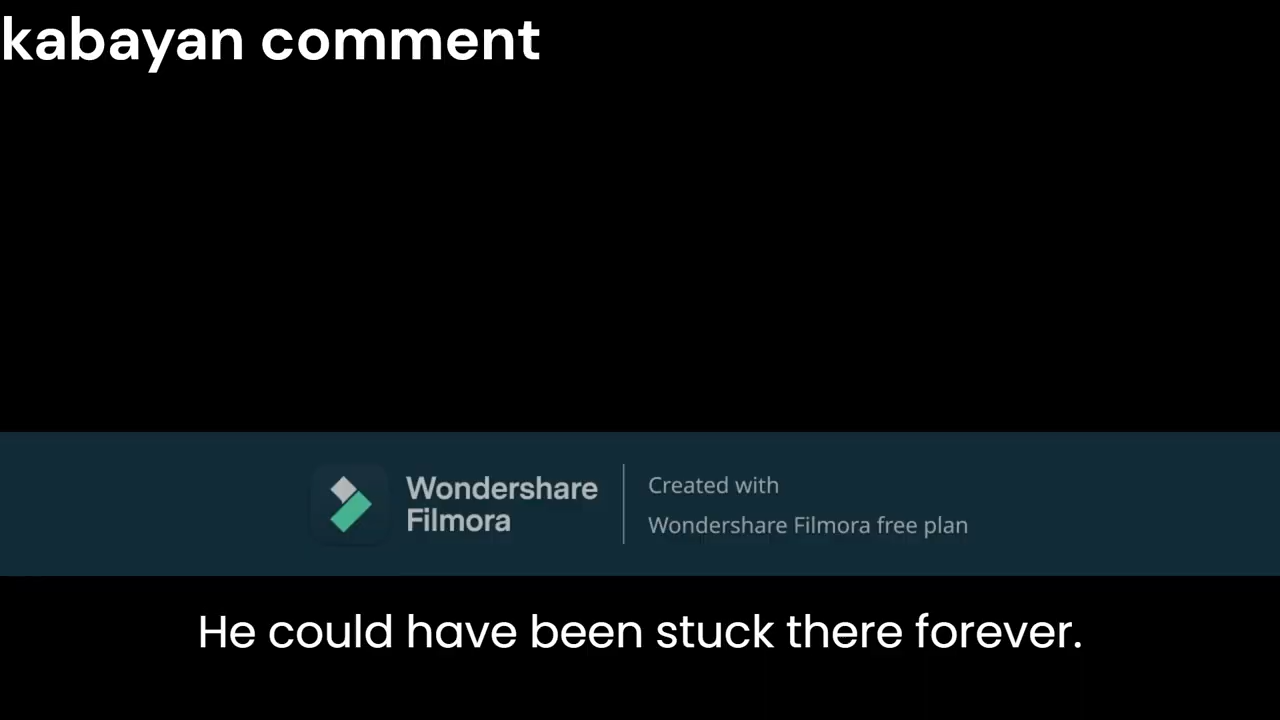 kabayan comment
Wondershare
Filmora
Created with
Wondershare Filmora free plan
He could have been stuck there forever.